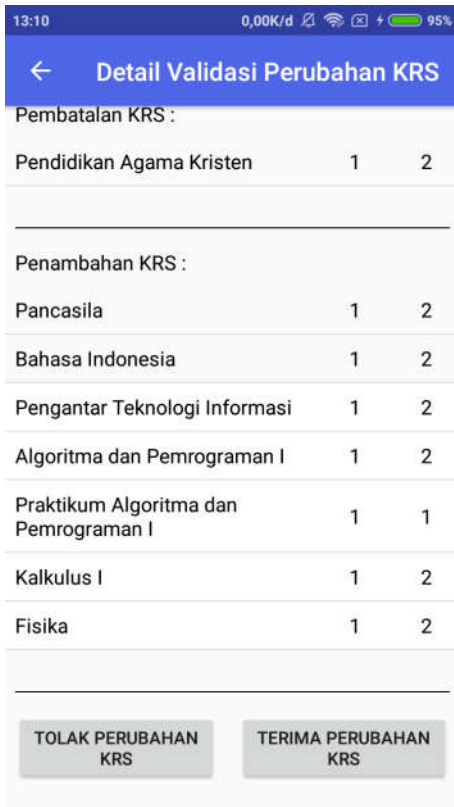 13:10 0,00K/d 95%
Detail Validasi Perubahan KRS
Pembatalan KRS :
Pendidikan Agama Kristen 1 2
Penambahan KRS :
Pancasila 1 2
Bahasa Indonesia 1 2
Pengantar Teknologi Informasi 1 2
Algoritma dan Pemrograman I 1 2
Praktikum Algoritma dan
Pemrograman I 1 1
Kalkulus I 1 2
Fisika 1 2
TOLAK PERUBAHAN
KRS
TERIMA PERUBAHAN
KRS